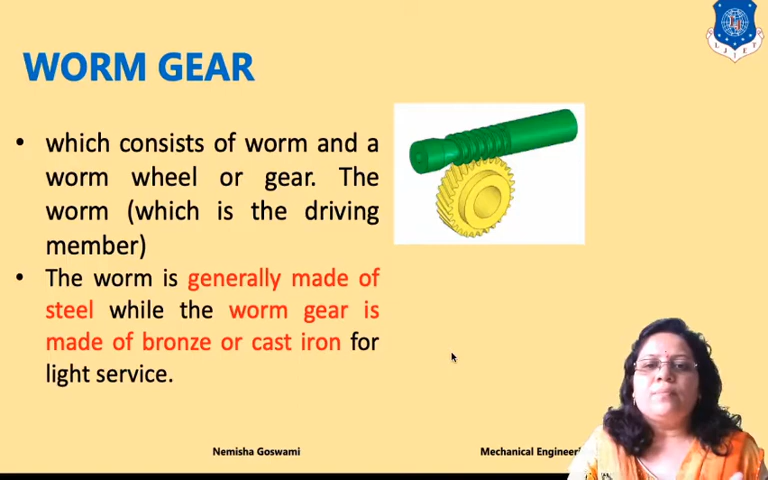 WORM GEAR
• which consists of worm and a
worm wheel or gear. The
worm (which is the driving
member)
• The worm is generally made of
steel while the worm gear is
made of bronze or cast iron for
light service.
Nemisha Goswami
Mechanical Engineeri
LJIET